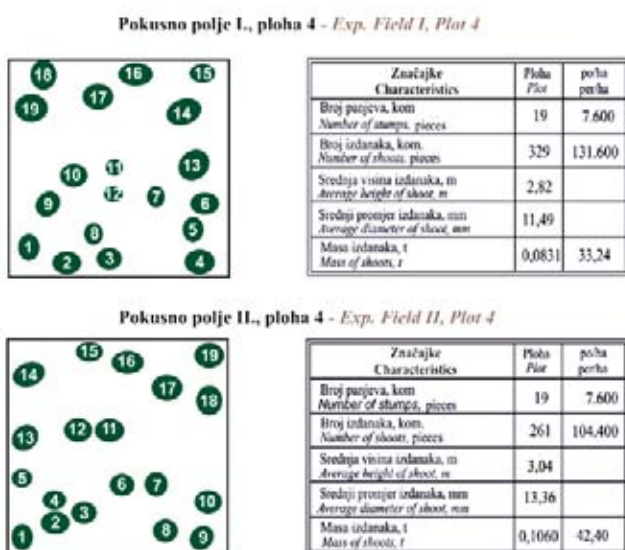 Pokusno polje I., ploha 4 - Exp. Field I, Plot 4
18 16 15
17
19 14
11 13
10
12 7
9 6
8 5
1 2 3 4
Značajke Ploha po/ha
Characteristics Plot per/ha
Broj panjeva, kom
Number of stumps, pieces 19 7.600
Broj izdanaka, kom.
Number of shoots, pieces 329 131.600
Srednja visina izdanaka, m
Average height of shoot, m 2,82
Srednji promjer izdanaka, mm
Average diameter of shoot, mm 11,49
Masa izdanaka, t
Mass of shoots, t 0,0831 33,24
Pokusno polje II., ploha 4 - Exp. Field II, Plot 4
15 16 19
14 17
18
13 12 11
5 6 7
4 10
2 3
1 8 9
Značajke Ploha po/ha
Characteristics Plot per/ha
Broj panjeva, kom
Number of stumps, pieces 19 7.600
Broj izdanaka, kom.
Number of shoots, pieces 261 104.400
Srednja visina izdanaka, m
Average height of shoot, m 3,04
Srednji promjer izdanaka, mm
Average diameter of shoot, mm 13,36
Masa izdanaka, t
Mass of shoots, t 0,1060 42,40